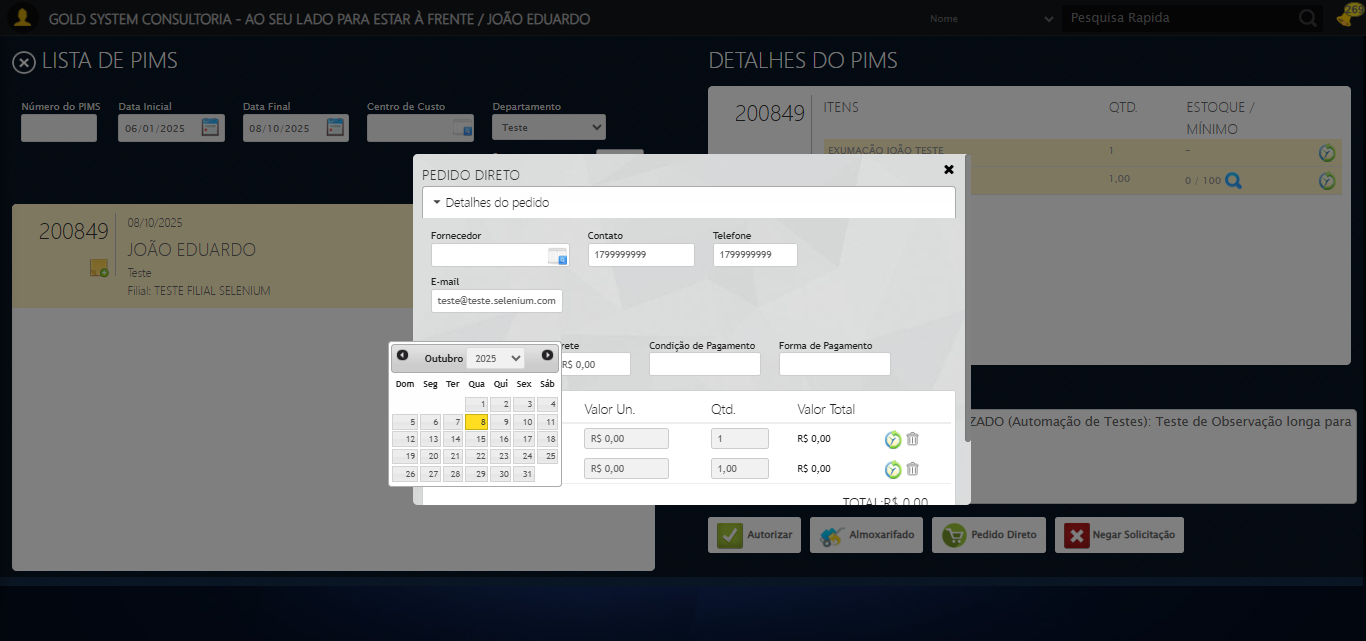 GOLD SYSTEM CONSULTORIA - AO SEU LADO PARA ESTAR À FRENTE / JOÃO EDUARDO
Nome
Pesquisa Rapida
269
LISTA DE PIMS
Número do PIMS
Data Inicial
Data Final
Centro de Custo
Departamento
06/01/2025
08/10/2025
Teste
200849
08/10/2025
JOÃO EDUARDO
Teste
Filial: TESTE FILIAL SELENIUM
DETALHES DO PIMS
200849
ITENS
QTD.
ESTOQUE /
MÍNIMO
EXUMAÇÃO JOÃO TESTE
1
–
1,00
0 / 100
PEDIDO DIRETO
Detalhes do pedido
Fornecedor
Contato
Telefone
1799999999
1799999999
E-mail
teste@teste.selenium.com
rete
Condição de Pagamento
Forma de Pagamento
R$ 0,00
Outubro 2025
Dom Seg Ter Qua Qui Sex Sáb
1 2 3 4
5 6 7 8 9 10 11
12 13 14 15 16 17 18
19 20 21 22 23 24 25
26 27 28 29 30 31
Valor Un.
Qtd.
Valor Total
R$ 0,00
1
R$ 0,00
R$ 0,00
1,00
R$ 0,00
TOTAL:R$ 0,00
ZADO (Automação de Testes): Teste de Observação longa para
Autorizar
Almoxarifado
Pedido Direto
Negar Solicitação